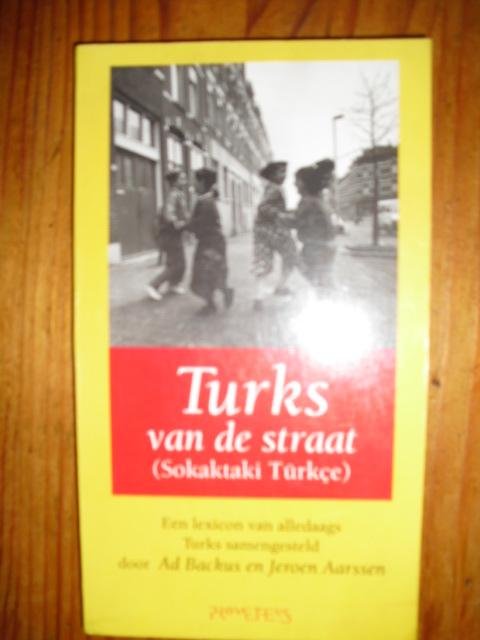 Turks
van de straat
(Sokaktaki Türkçe)
Een lexicon van alledaags
Turks samengesteld
door Ad Backus en Jeroen Aarssen
PROMETHEUS